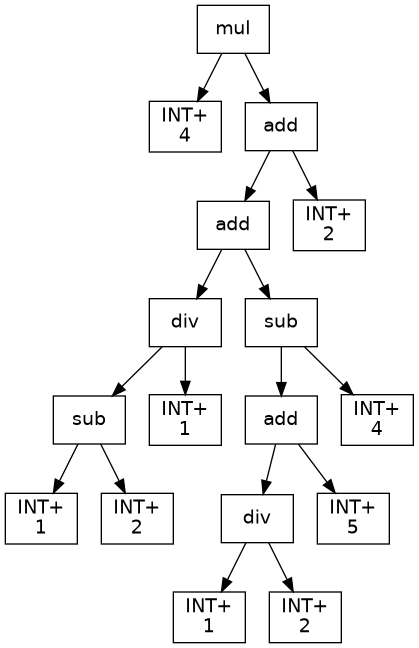 mul
INT+
4
add
add
INT+
2
div
sub
sub
INT+
1
add
INT+
4
INT+
1
INT+
2
div
INT+
5
INT+
1
INT+
2